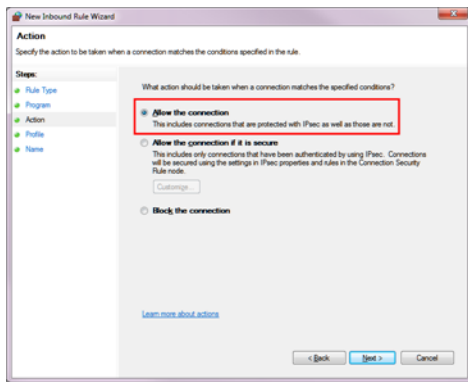 New Inbound Rule Wizard
Action
Specify the action to be taken when a connection matches the conditions specified in the rule.
Steps:
Rule Type
Program
Action
Profile
Name
What action should be taken when a connection matches the specified conditions?
Allow the connection
This includes connections that are protected with IPsec as well as those are not.
Allow the connection if it is secure
This includes only connections that have been authenticated by using IPsec. Connections
will be secured using the settings in IPsec properties and rules in the Connection Security
Rule node.
Customize...
Block the connection
Learn more about actions
< Back
Next >
Cancel